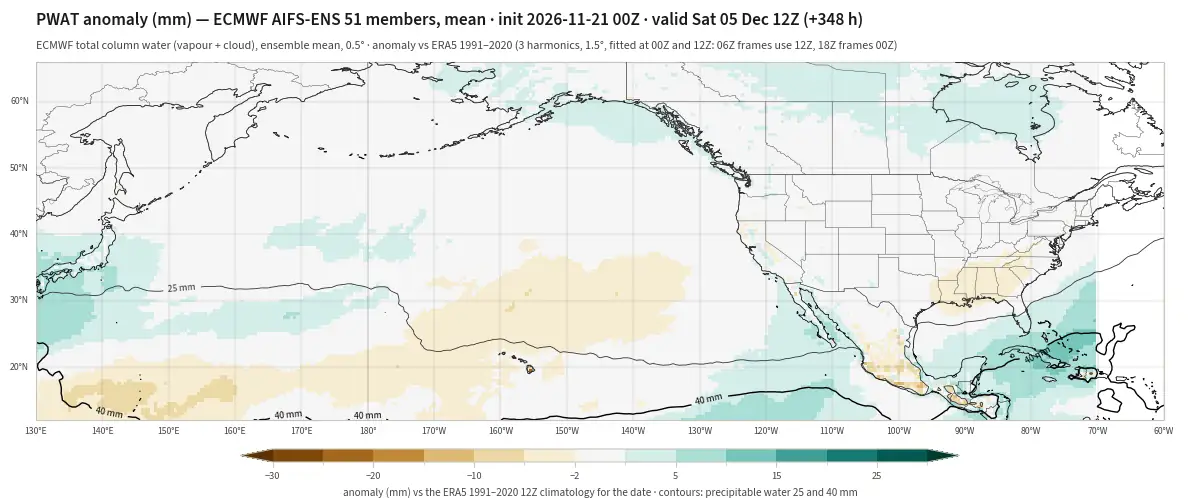 PWAT anomaly (mm) — ECMWF AIFS-ENS 51 members, mean · init 2026-11-21 00Z · valid Sat 05 Dec 12Z (+348 h)
ECMWF total column water (vapour + cloud), ensemble mean, 0.5° · anomaly vs ERA5 1991–2020 (3 harmonics, 1.5°, fitted at 00Z and 12Z: 06Z frames use 12Z, 18Z frames 00Z)
60°N
50°N
40°N
30°N
20°N
25 mm
40 mm
40 mm
40 mm
40 mm
40 mm
130°E 140°E 150°E 160°E 170°E 180° 170°W 160°W 150°W 140°W 130°W 120°W 110°W 100°W 90°W 80°W 70°W 60°W
−30 −20 −10 −2 5 15 25
anomaly (mm) vs the ERA5 1991–2020 12Z climatology for the date · contours: precipitable water 25 and 40 mm